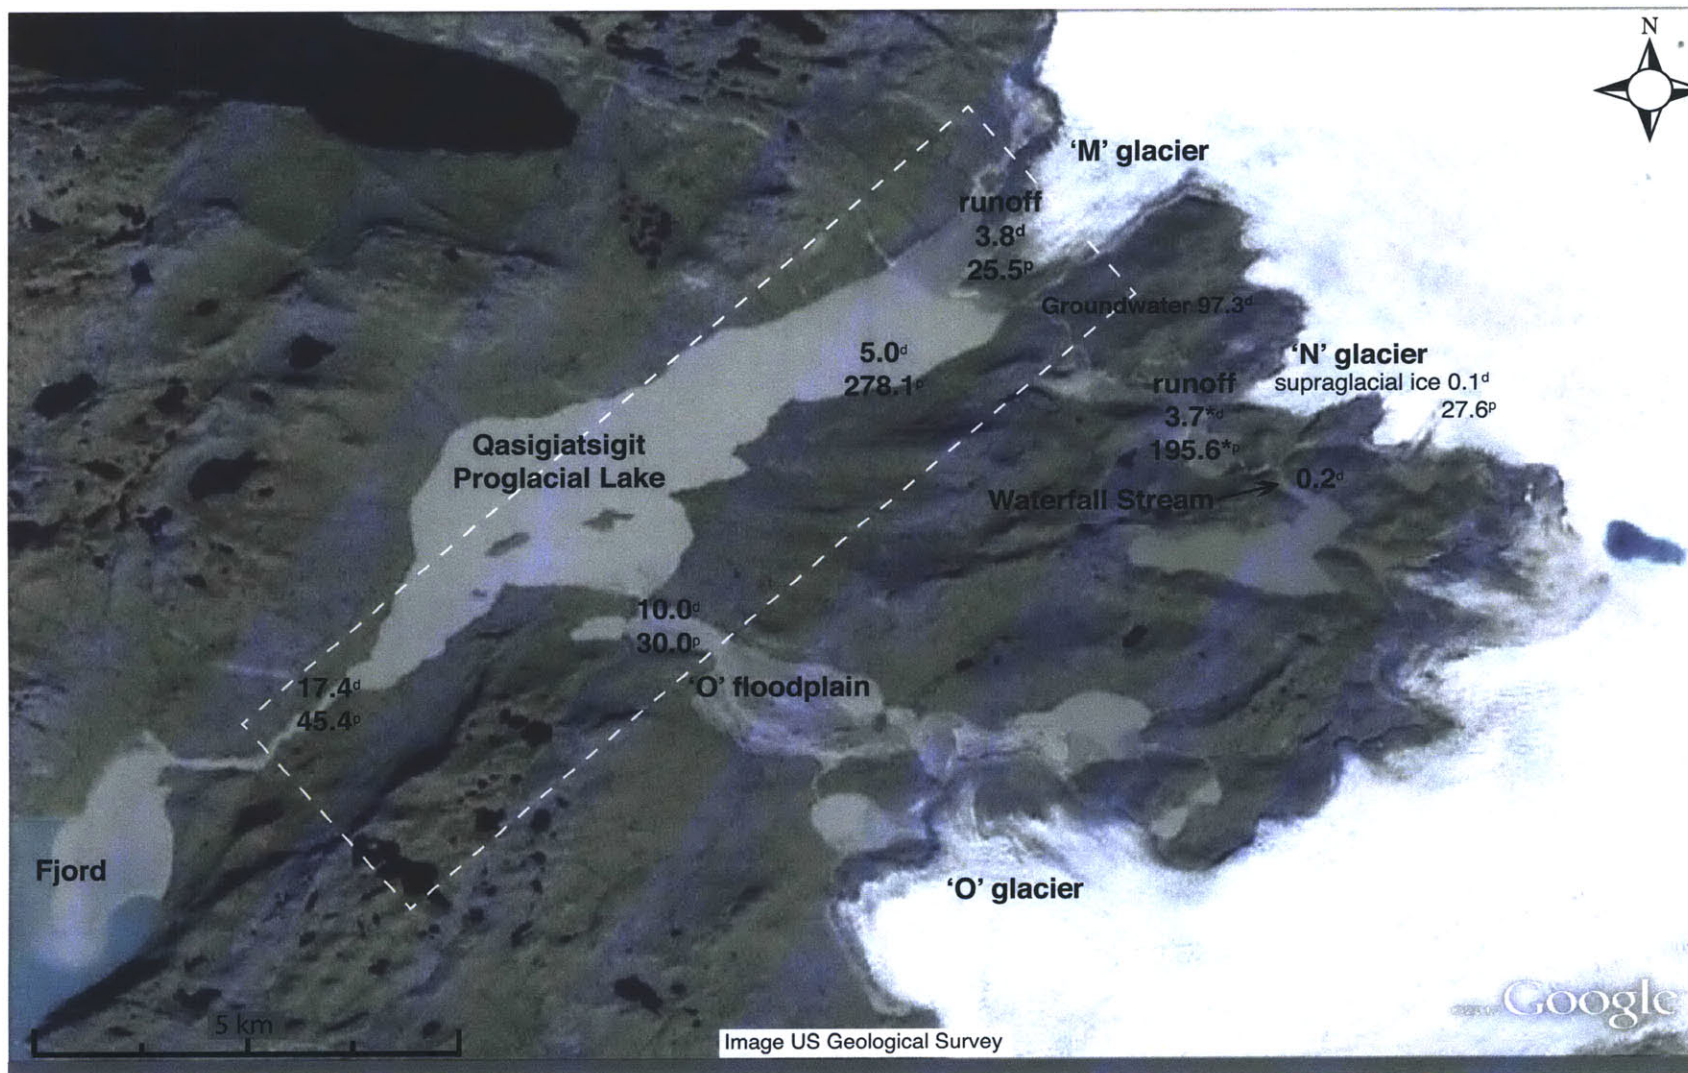 N
‘M’ glacier
runoff
3.8ᵈ
25.5ᵖ
Groundwater 97.3ᵈ
‘N’ glacier
supraglacial ice 0.1ᵈ
27.6ᵖ
5.0ᵈ
278.1ᵖ
runoff
3.7*ᵈ
195.6*ᵖ
Qasigiatsigit
Proglacial Lake
0.2ᵈ
Waterfall Stream
10.0ᵈ
30.0ᵖ
‘O’ floodplain
17.4ᵈ
45.4ᵖ
Fjord
‘O’ glacier
Google
5 km
Image US Geological Survey